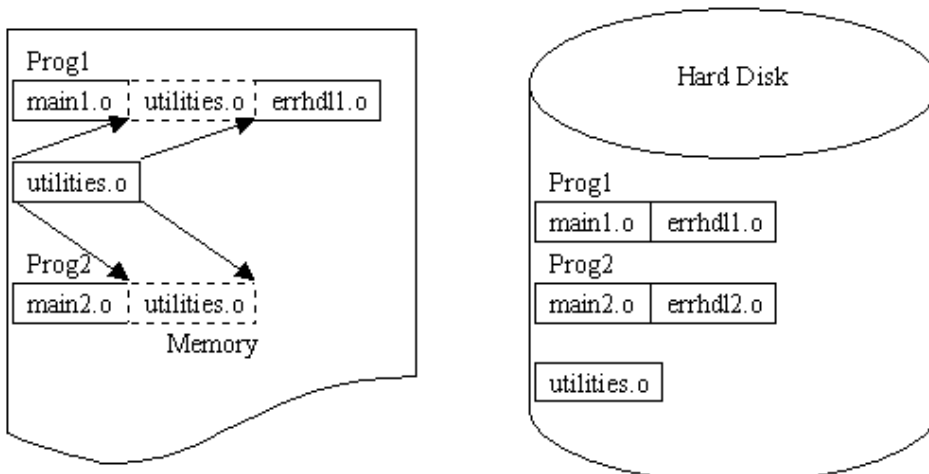 Prog1
main1.o utilities.o errhdl1.o
utilities.o
Prog2
main2.o utilities.o
Memory
Hard Disk
Prog1
main1.o errhdl1.o
Prog2
main2.o errhdl2.o
utilities.o